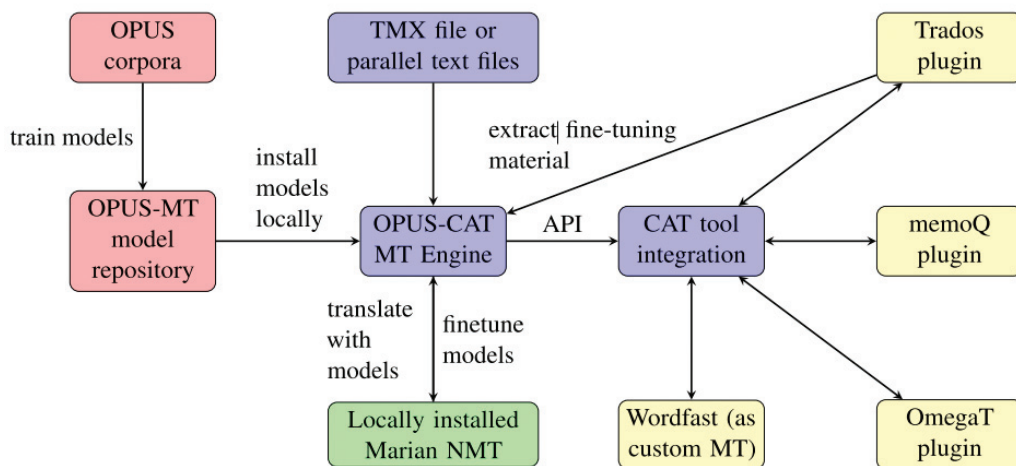 OPUS
corpora
TMX file or
parallel text files
Trados
plugin
train models
extract| fine-tuning
material
install
models
locally
OPUS-MT
model
repository
OPUS-CAT
MT Engine
API
CAT tool
integration
memoQ
plugin
translate
with
models
finetune
models
Locally installed
Marian NMT
Wordfast (as
custom MT)
OmegaT
plugin